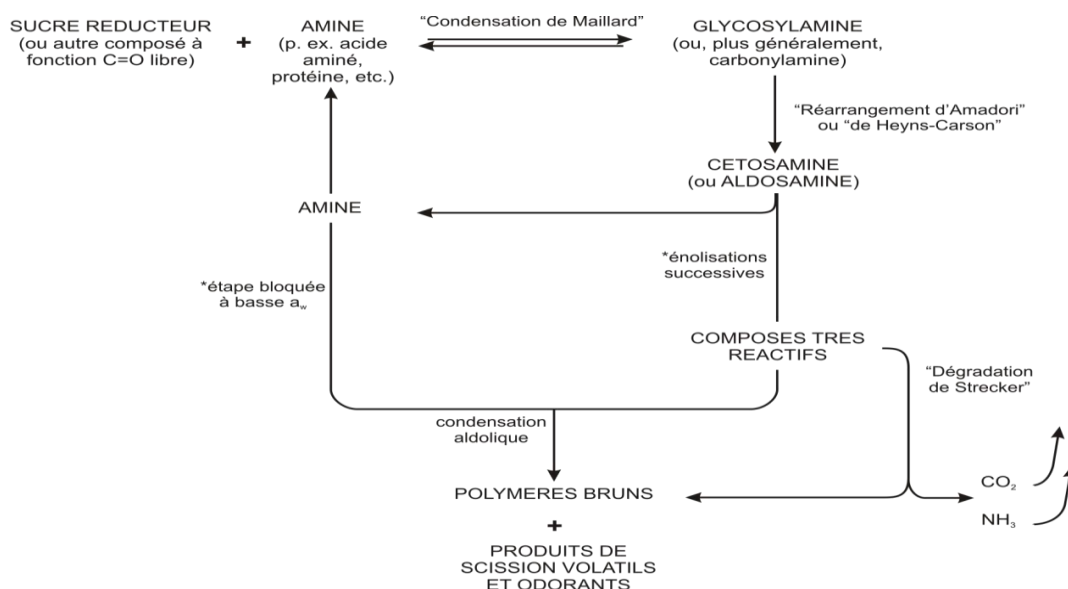 SUCRE REDUCTEUR
(ou autre composé à
fonction C=O libre)
+
AMINE
(p. ex. acide
aminé,
protéine, etc.)
“Condensation de Maillard”
GLYCOSYLAMINE
(ou, plus généralement,
carbonylamine)
“Réarrangement d’Amadori”
ou “de Heyns-Carson”
CETOSAMINE
(ou ALDOSAMINE)
AMINE
*énolisations
successives
*étape bloquée
à basse aw
COMPOSES TRES
REACTIFS
“Dégradation
de Strecker”
condensation
aldolique
POLYMERES BRUNS
CO2
NH3
+
PRODUITS DE
SCISSION VOLATILS
ET ODORANTS